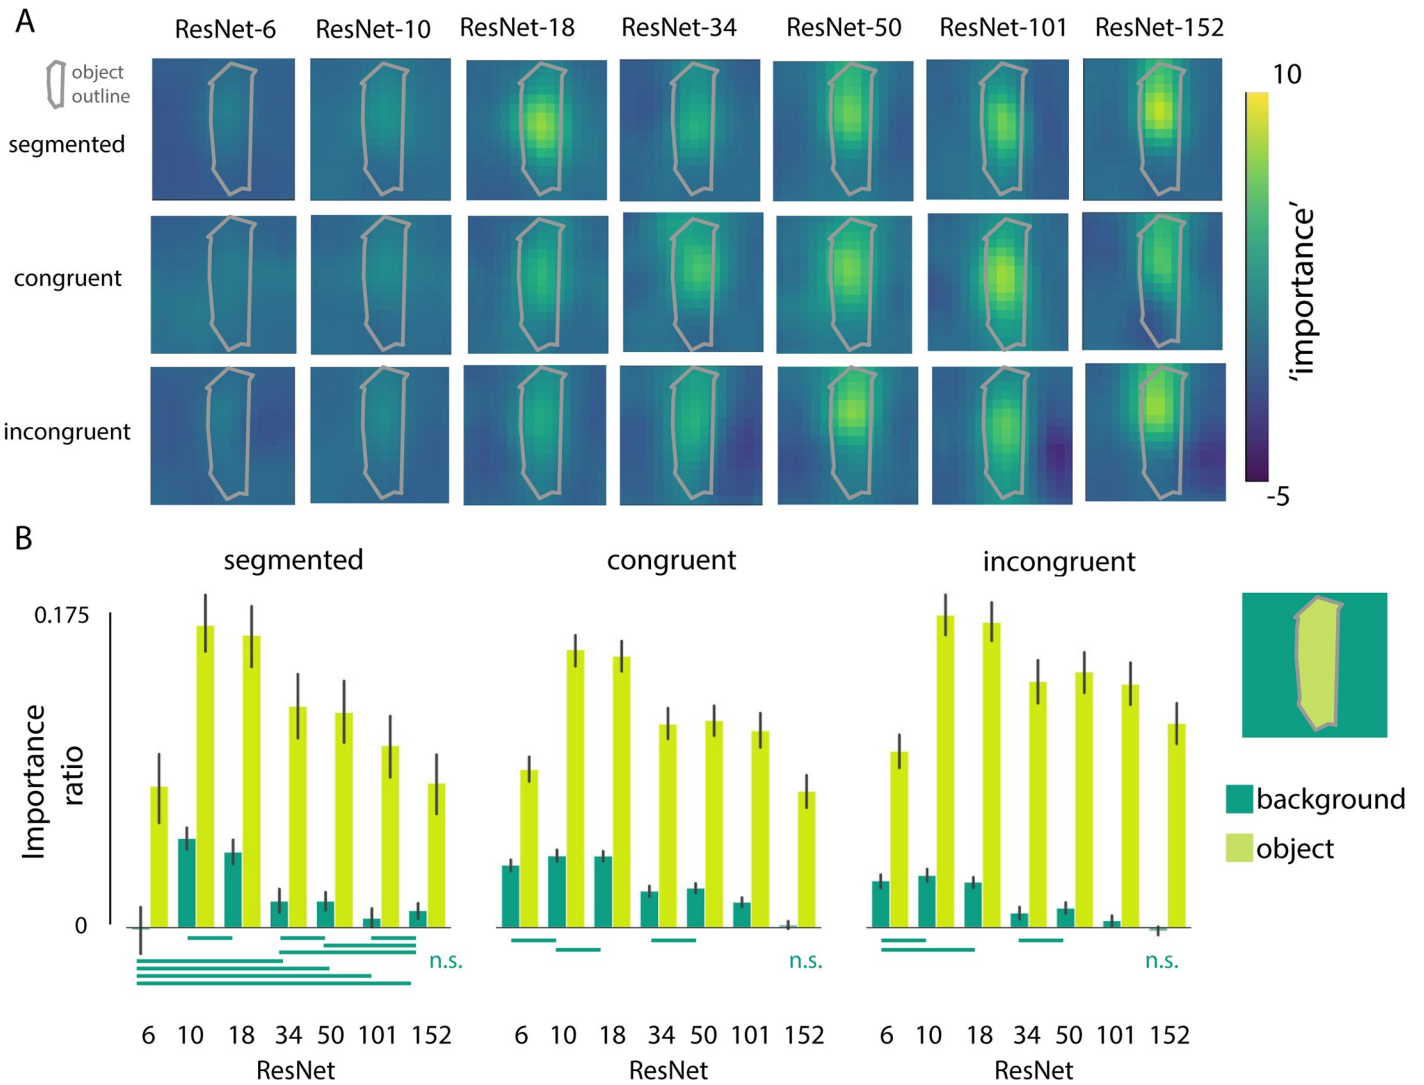 A
ResNet-6 ResNet-10 ResNet-18 ResNet-34 ResNet-50 ResNet-101 ResNet-152
object
outline
segmented
congruent
incongruent
10
'importance'
-5
B
segmented congruent incongruent
0.175
Importance
ratio
0
n.s. n.s. n.s.
6 10 18 34 50 101 152 6 10 18 34 50 101 152 6 10 18 34 50 101 152
ResNet ResNet ResNet
background
object